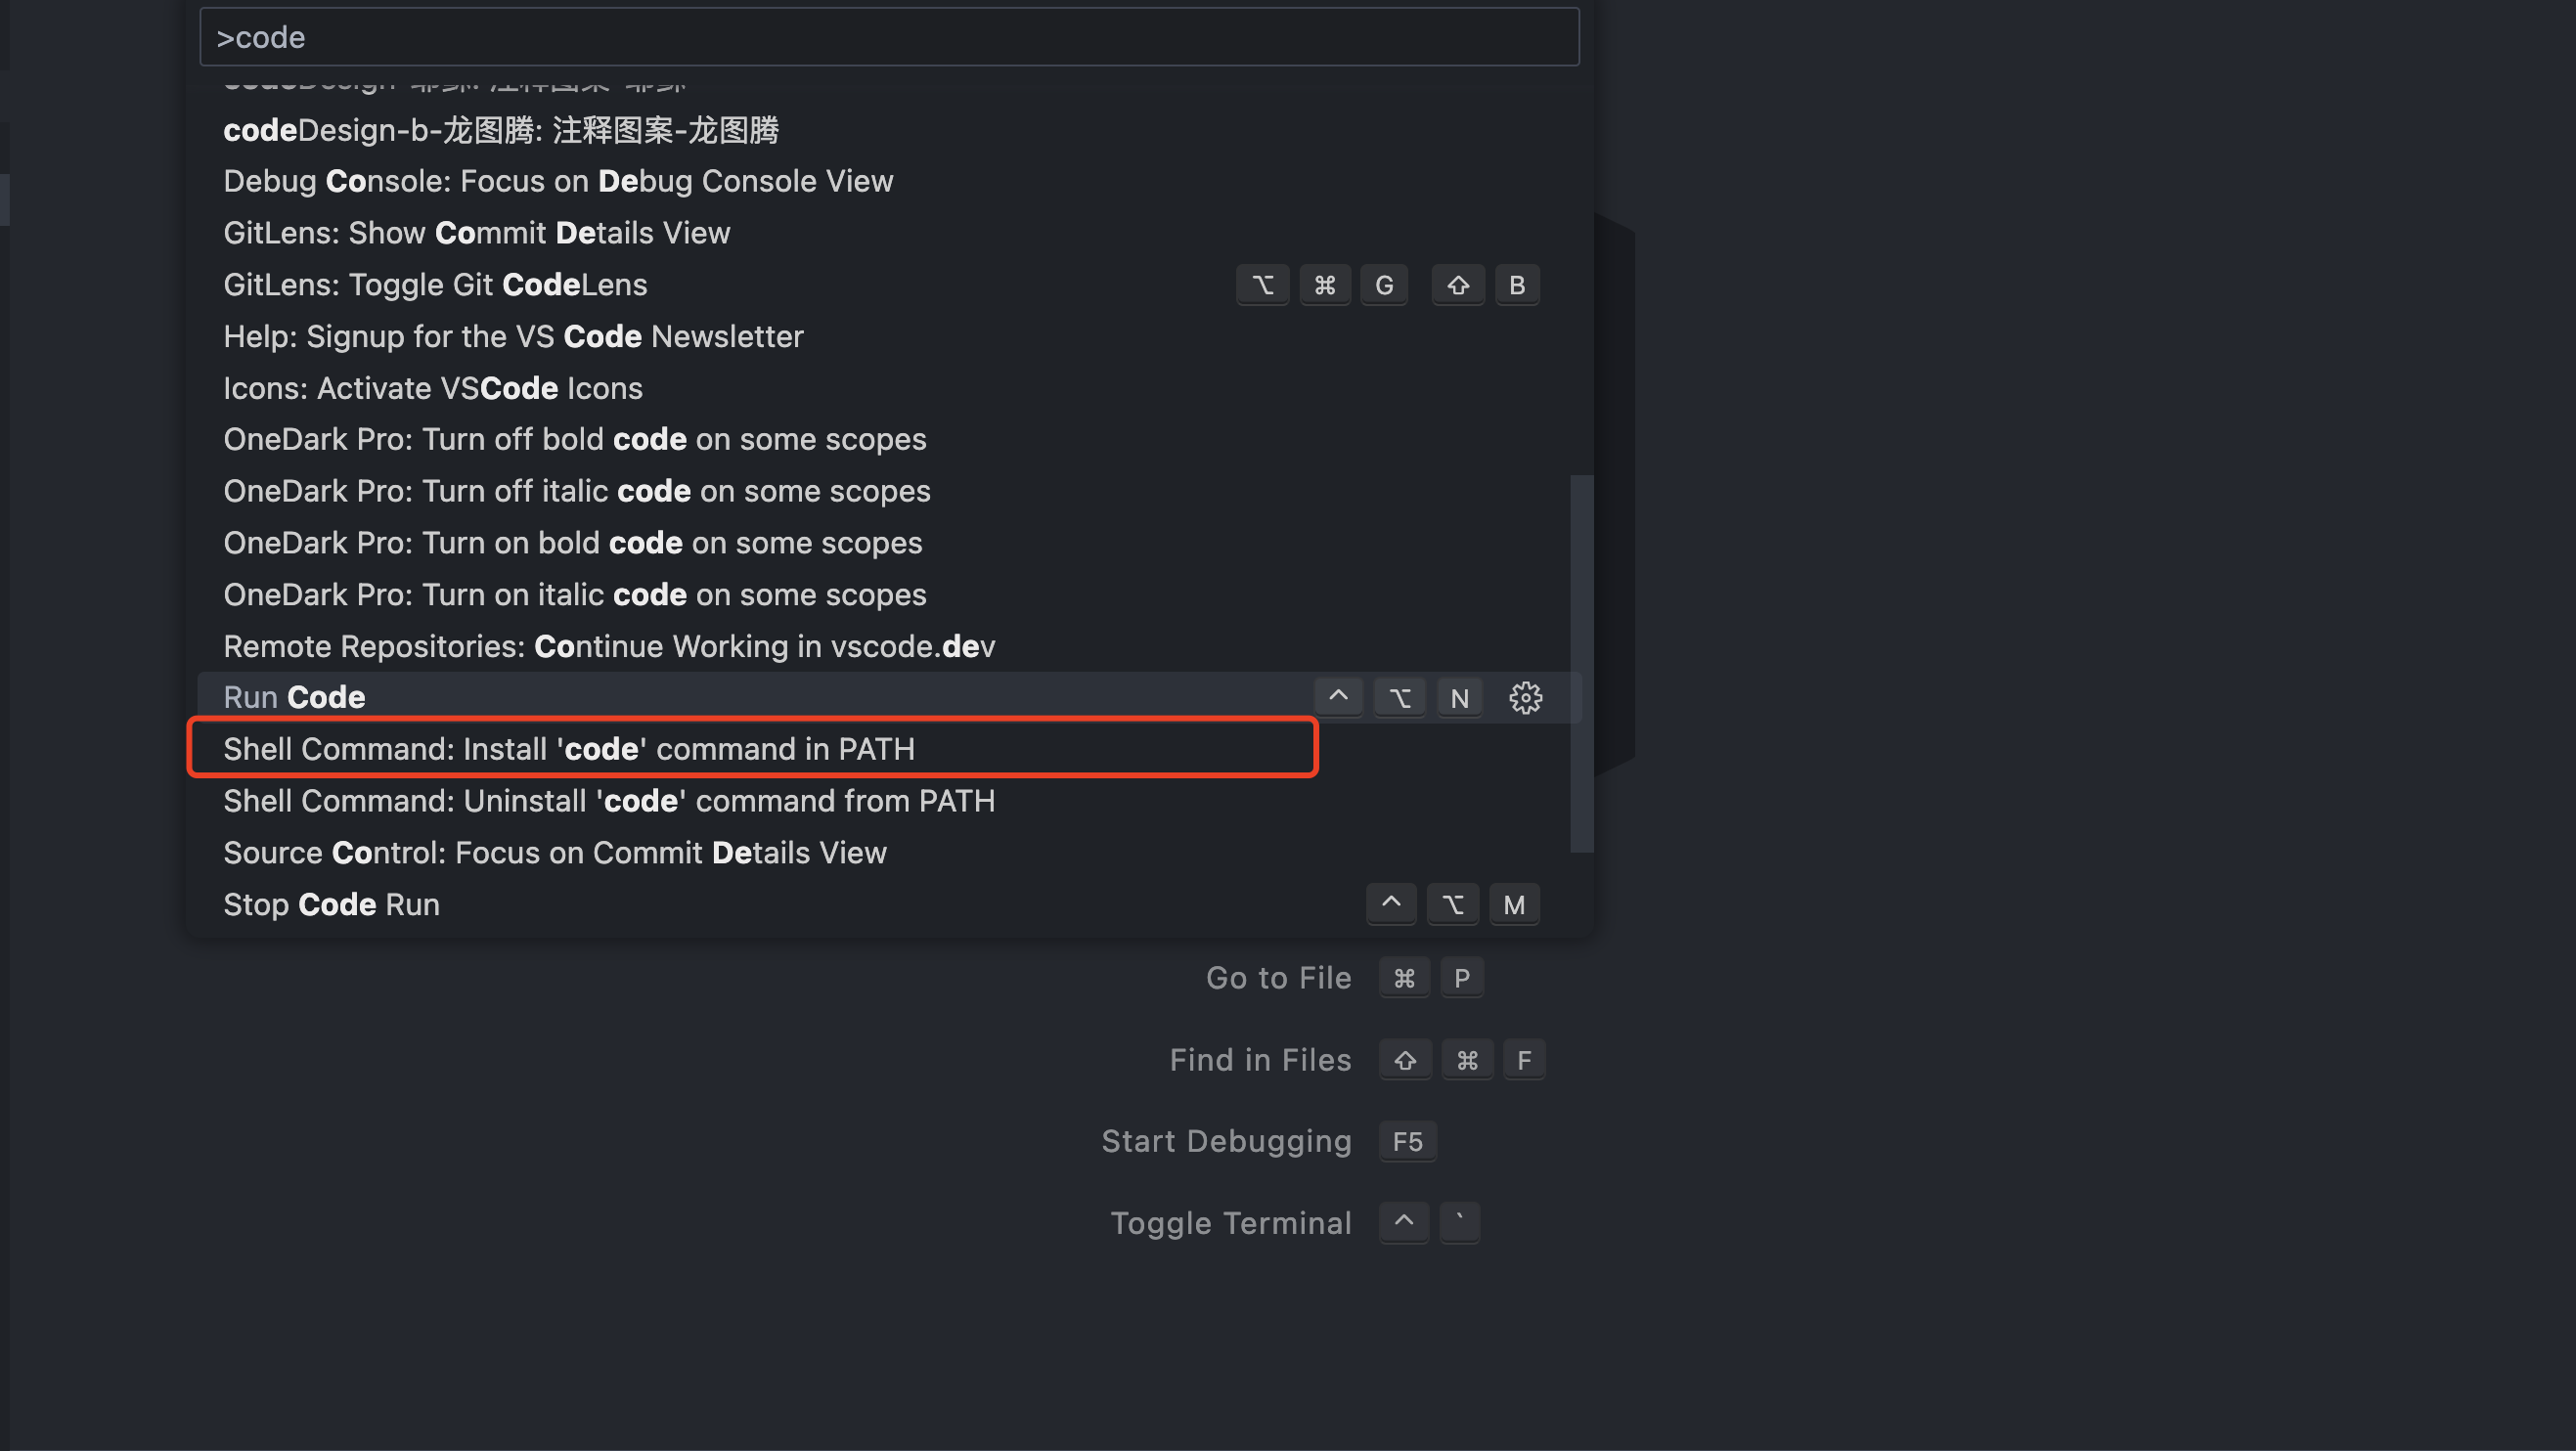 >code
codeDesign-b-龙图腾: 注释图案-龙图腾
Debug Console: Focus on Debug Console View
GitLens: Show Commit Details View
GitLens: Toggle Git CodeLens ⌥ ⌘ G ⇧ B
Help: Signup for the VS Code Newsletter
Icons: Activate VSCode Icons
OneDark Pro: Turn off bold code on some scopes
OneDark Pro: Turn off italic code on some scopes
OneDark Pro: Turn on bold code on some scopes
OneDark Pro: Turn on italic code on some scopes
Remote Repositories: Continue Working in vscode.dev
Run Code ^ ⌥ N
Shell Command: Install 'code' command in PATH
Shell Command: Uninstall 'code' command from PATH
Source Control: Focus on Commit Details View
Stop Code Run ^ ⌥ M
Go to File ⌘ P
Find in Files ⇧ ⌘ F
Start Debugging F5
Toggle Terminal ^ `